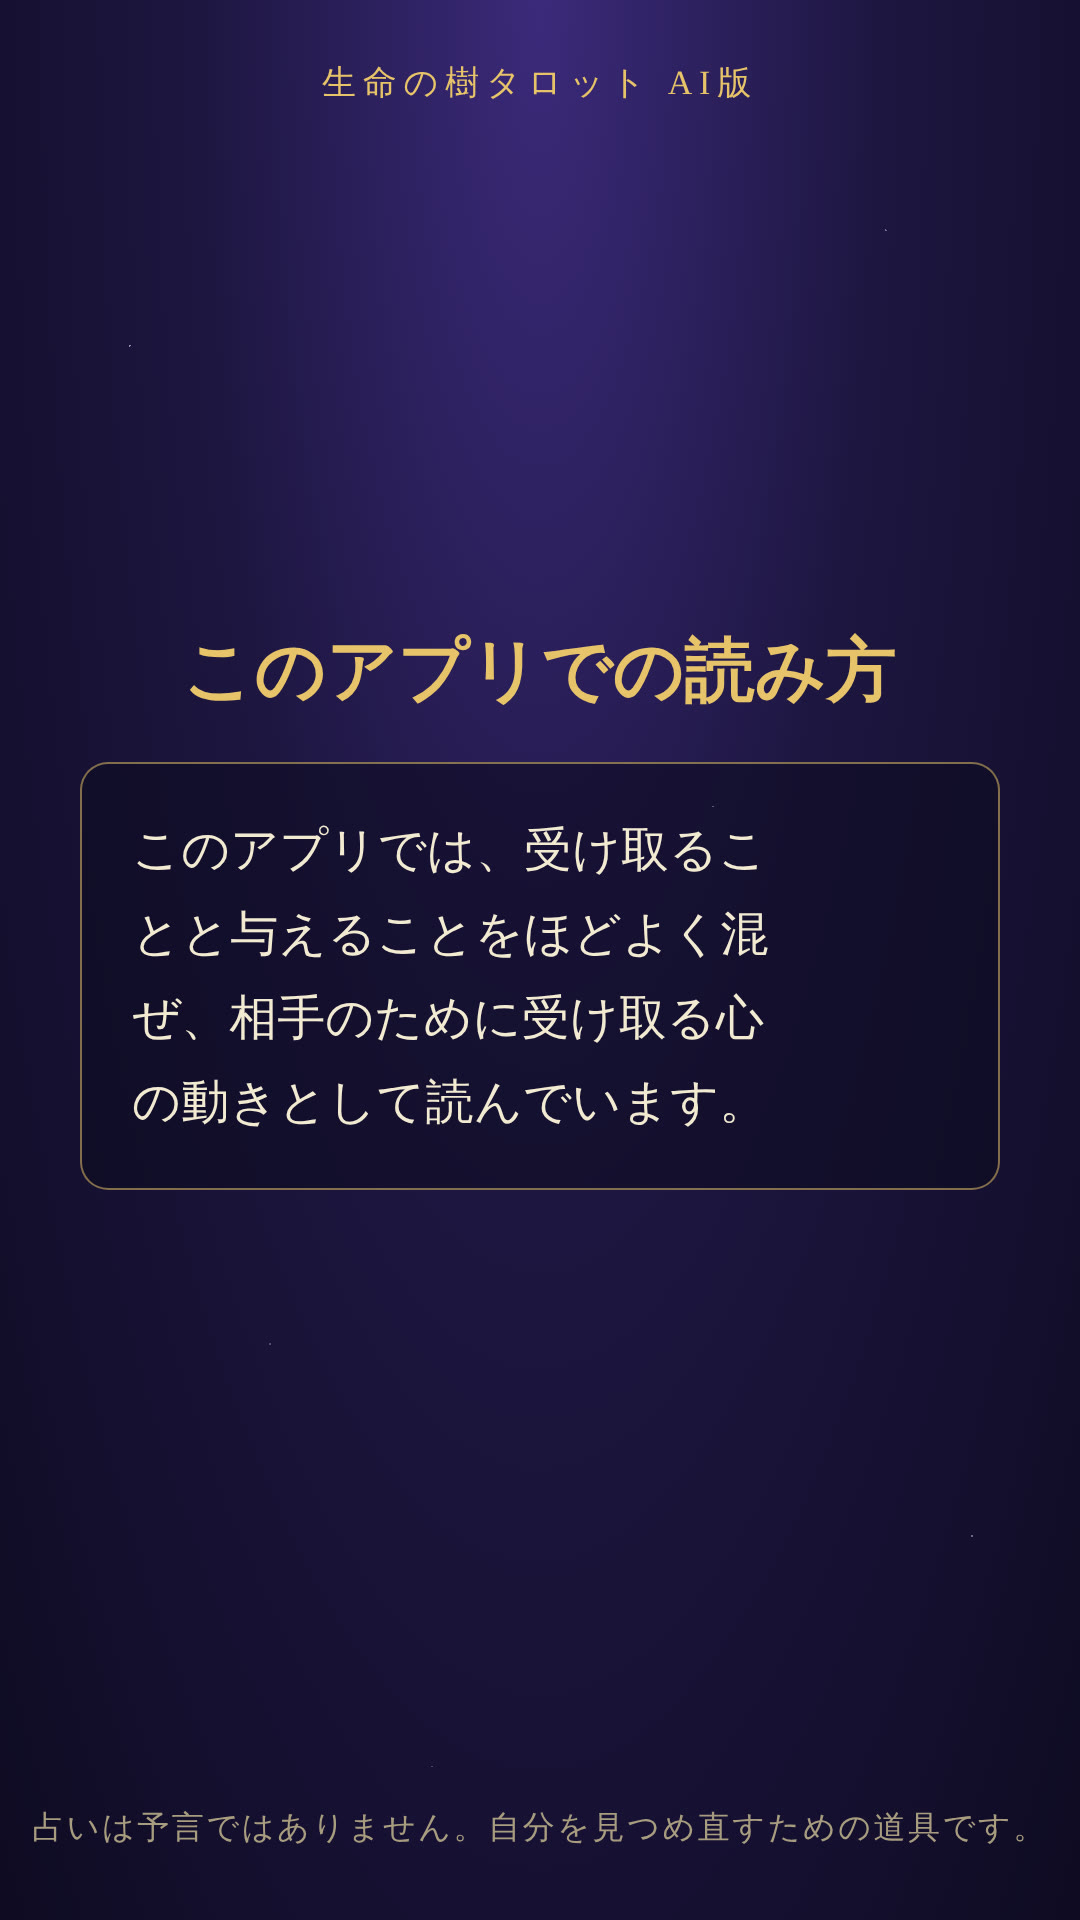 生命の樹タロット AI版
このアプリでの読み方
このアプリでは、受け取るこ
とと与えることをほどよく混
ぜ、相手のために受け取る心
の動きとして読んでいます。
占いは予言ではありません。自分を見つめ直すための道具です。